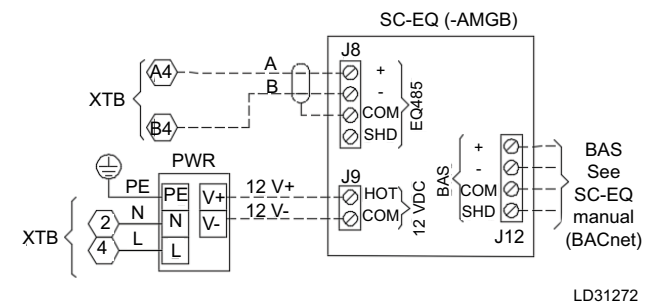 SC-EQ (-AMGB)
J8
A4
A
+
XTB
B
-
EQ485
COM
B4
SHD
+
BAS
-
BAS
See
PWR
J9
COM
SC-EQ
PE
PE
V+
12 V+
HOT
12 VDC
SHD
manual
2
N
N
V-
12 V-
COM
J12
(BACnet)
XTB
4
L
L
LD31272